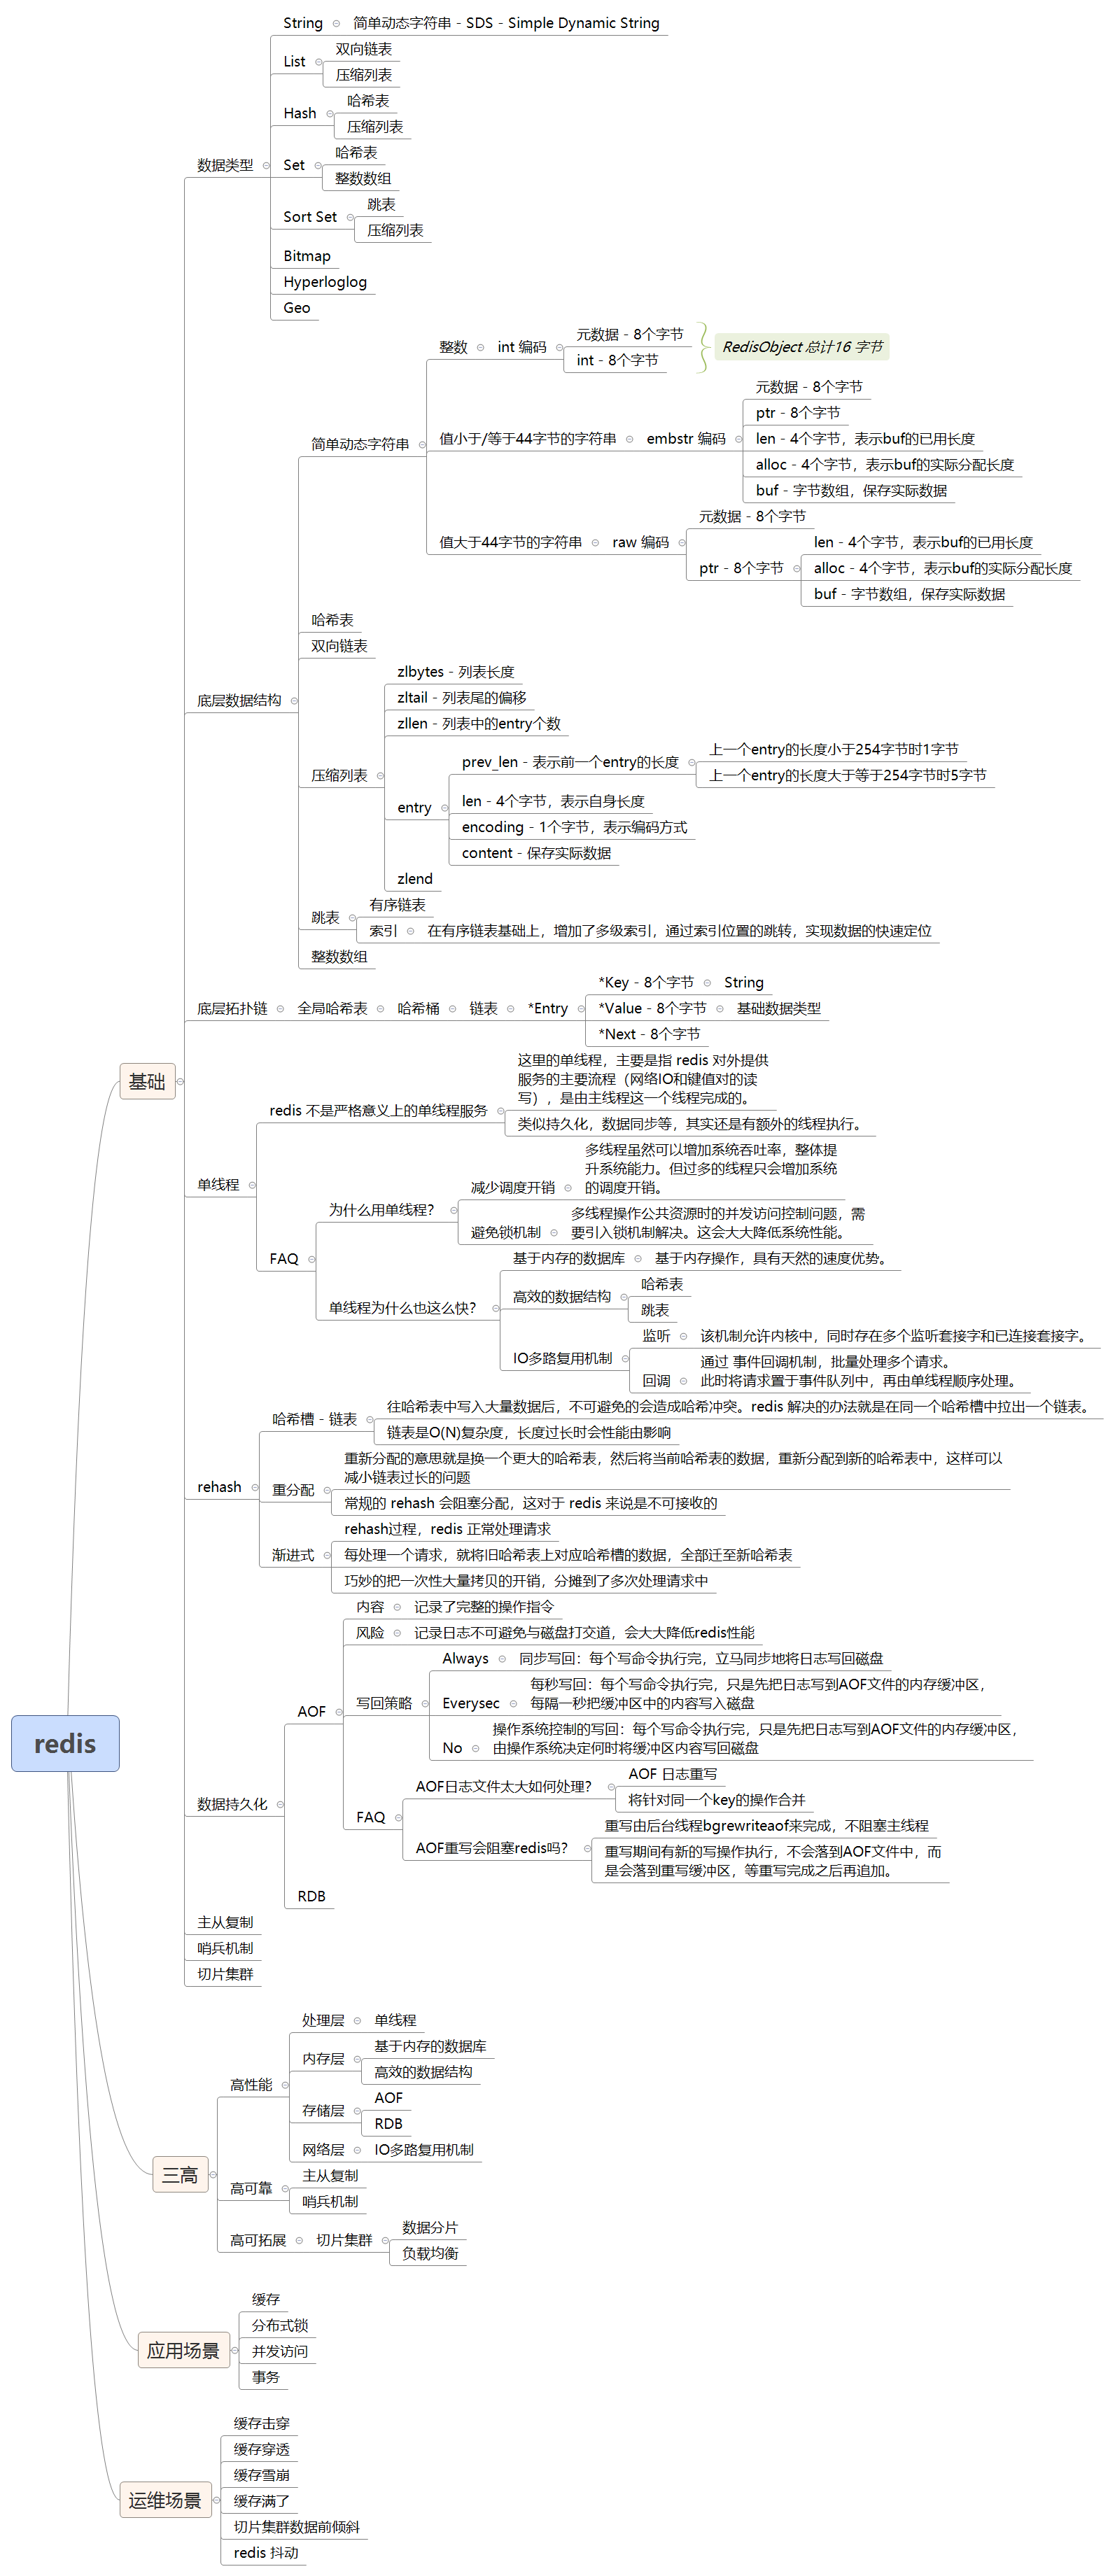 String
简单动态字符串 - SDS - Simple Dynamic String
List
双向链表
压缩列表
Hash
哈希表
压缩列表
数据类型
Set
哈希表
整数数组
Sort Set
跳表
压缩列表
Bitmap
Hyperloglog
Geo
整数
int 编码
元数据 - 8个字节
int - 8个字节
RedisObject 总计16 字节
简单动态字符串
值小于/等于44字节的字符串
embstr 编码
元数据 - 8个字节
ptr - 8个字节
len - 4个字节，表示buf的已用长度
alloc - 4个字节，表示buf的实际分配长度
buf - 字节数组，保存实际数据
值大于44字节的字符串
raw 编码
元数据 - 8个字节
ptr - 8个字节
len - 4个字节，表示buf的已用长度
alloc - 4个字节，表示buf的实际分配长度
buf - 字节数组，保存实际数据
哈希表
双向链表
底层数据结构
压缩列表
zlbytes - 列表长度
zltail - 列表尾的偏移
zllen - 列表中的entry个数
entry
prev_len - 表示前一个entry的长度
上一个entry的长度小于254字节时1字节
上一个entry的长度大于等于254字节时5字节
len - 4个字节，表示自身长度
encoding - 1个字节，表示编码方式
content - 保存实际数据
zlend
跳表
有序链表
索引
在有序链表基础上，增加了多级索引，通过索引位置的跳转，实现数据的快速定位
整数数组
底层拓扑链
全局哈希表
哈希桶
链表
*Entry
*Key - 8个字节
String
*Value - 8个字节
基础数据类型
*Next - 8个字节
基础
单线程
redis 不是严格意义上的单线程服务
这里的单线程，主要是指 redis 对外提供
服务的主要流程（网络IO和键值对的读
写），是由主线程这一个线程完成的。
类似持久化，数据同步等，其实还是有额外的线程执行。
FAQ
为什么用单线程？
减少调度开销
多线程虽然可以增加系统吞吐率，整体提
升系统能力。但过多的线程只会增加系统
的调度开销。
避免锁机制
多线程操作公共资源时的并发访问控制问题，需
要引入锁机制解决。这会大大降低系统性能。
单线程为什么也这么快？
基于内存的数据库
基于内存操作，具有天然的速度优势。
高效的数据结构
哈希表
跳表
IO多路复用机制
监听
该机制允许内核中，同时存在多个监听套接字和已连接套接字。
回调
通过 事件回调机制，批量处理多个请求。
此时将请求置于事件队列中，再由单线程顺序处理。
rehash
哈希槽 - 链表
往哈希表中写入大量数据后，不可避免的会造成哈希冲突。redis 解决的办法就是在同一个哈希槽中拉出一个链表。
链表是O(N)复杂度，长度过长时会性能由影响
重分配
重新分配的意思就是换一个更大的哈希表，然后将当前哈希表的数据，重新分配到新的哈希表中，这样可以
减小链表过长的问题
常规的 rehash 会阻塞分配，这对于 redis 来说是不可接收的
渐进式
rehash过程，redis 正常处理请求
每处理一个请求，就将旧哈希表上对应哈希槽的数据，全部迁至新哈希表
巧妙的把一次性大量拷贝的开销，分摊到了多次处理请求中
redis
数据持久化
AOF
内容
记录了完整的操作指令
风险
记录日志不可避免与磁盘打交道，会大大降低redis性能
写回策略
Always
同步写回：每个写命令执行完，立马同步地将日志写回磁盘
Everysec
每秒写回：每个写命令执行完，只是先把日志写到AOF文件的内存缓冲区，
每隔一秒把缓冲区中的内容写入磁盘
No
操作系统控制的写回：每个写命令执行完，只是先把日志写到AOF文件的内存缓冲区，
由操作系统决定何时将缓冲区内容写回磁盘
FAQ
AOF日志文件太大如何处理？
AOF 日志重写
将针对同一个key的操作合并
AOF重写会阻塞redis吗？
重写由后台线程bgrewriteaof来完成，不阻塞主线程
重写期间有新的写操作执行，不会落到AOF文件中，而
是会落到重写缓冲区，等重写完成之后再追加。
RDB
主从复制
哨兵机制
切片集群
三高
高性能
处理层
单线程
内存层
基于内存的数据库
高效的数据结构
存储层
AOF
RDB
网络层
IO多路复用机制
高可靠
主从复制
哨兵机制
高可拓展
切片集群
数据分片
负载均衡
应用场景
缓存
分布式锁
并发访问
事务
运维场景
缓存击穿
缓存穿透
缓存雪崩
缓存满了
切片集群数据前倾斜
redis 抖动